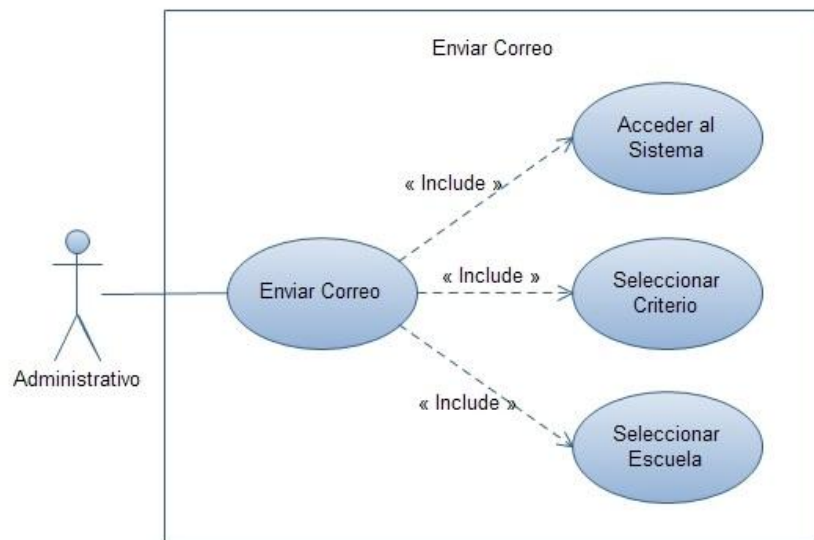 Enviar Correo
Acceder al
Sistema
« Include »
Enviar Correo
« Include »
Seleccionar
Criterio
Administrativo
« Include »
Seleccionar
Escuela